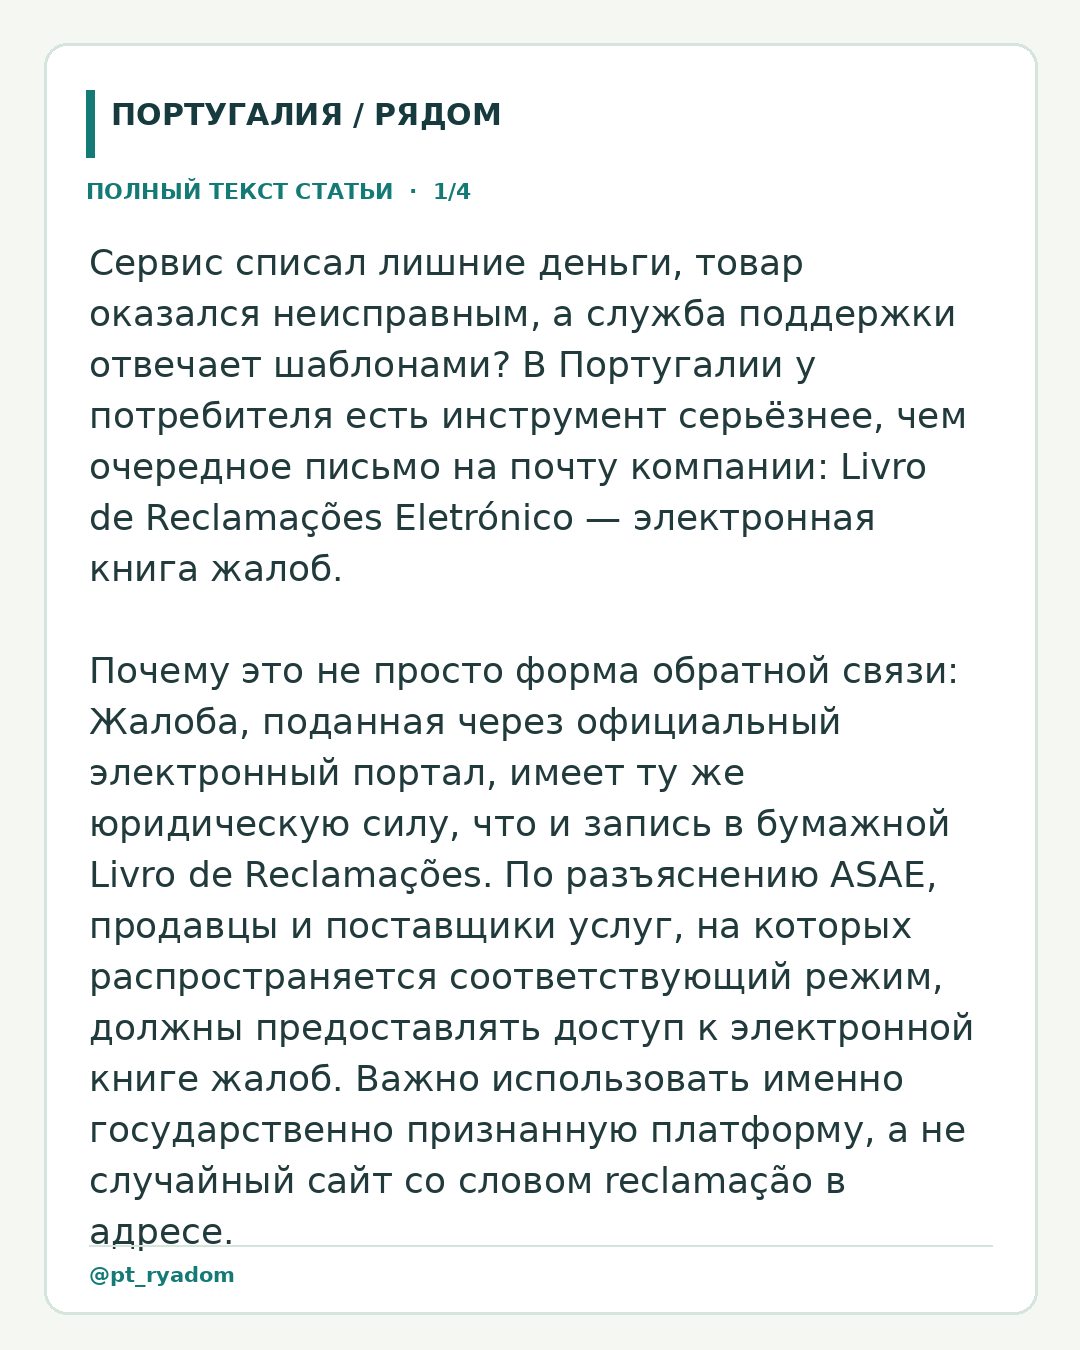 ПОРТУГАЛИЯ / РЯДОМ
ПОЛНЫЙ ТЕКСТ СТАТЬИ · 1/4
Сервис списал лишние деньги, товар
оказался неисправным, а служба поддержки
отвечает шаблонами? В Португалии у
потребителя есть инструмент серьёзнее, чем
очередное письмо на почту компании: Livro
de Reclamações Eletrónico — электронная
книга жалоб.
Почему это не просто форма обратной связи:
Жалоба, поданная через официальный
электронный портал, имеет ту же
юридическую силу, что и запись в бумажной
Livro de Reclamações. По разъяснению ASAE,
продавцы и поставщики услуг, на которых
распространяется соответствующий режим,
должны предоставлять доступ к электронной
книге жалоб. Важно использовать именно
государственно признанную платформу, а не
случайный сайт со словом reclamação в
адресе.
@pt_ryadom